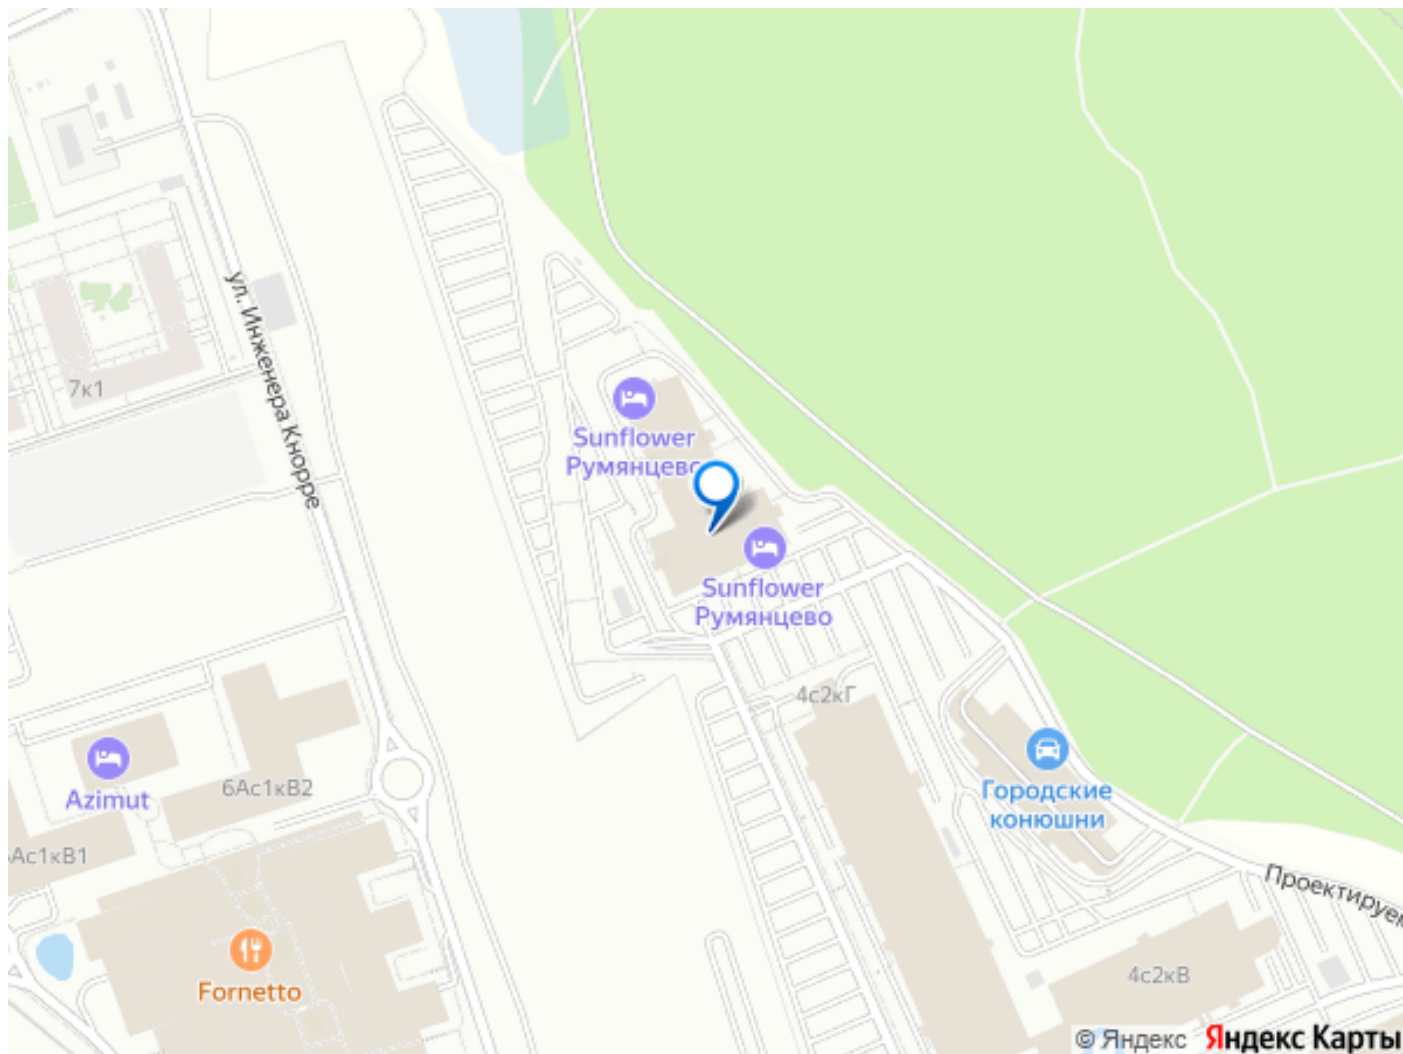 ул. Инженера Кнорре
7к1
Sunflower
Румянцево
Sunflower
Румянцево
4с2кГ
Azimut
6Ас1кВ2
Городские
конюшни
Ас1кВ1
Проектируем
Fornetto
4с2кВ
© Яндекс Яндекс Карты